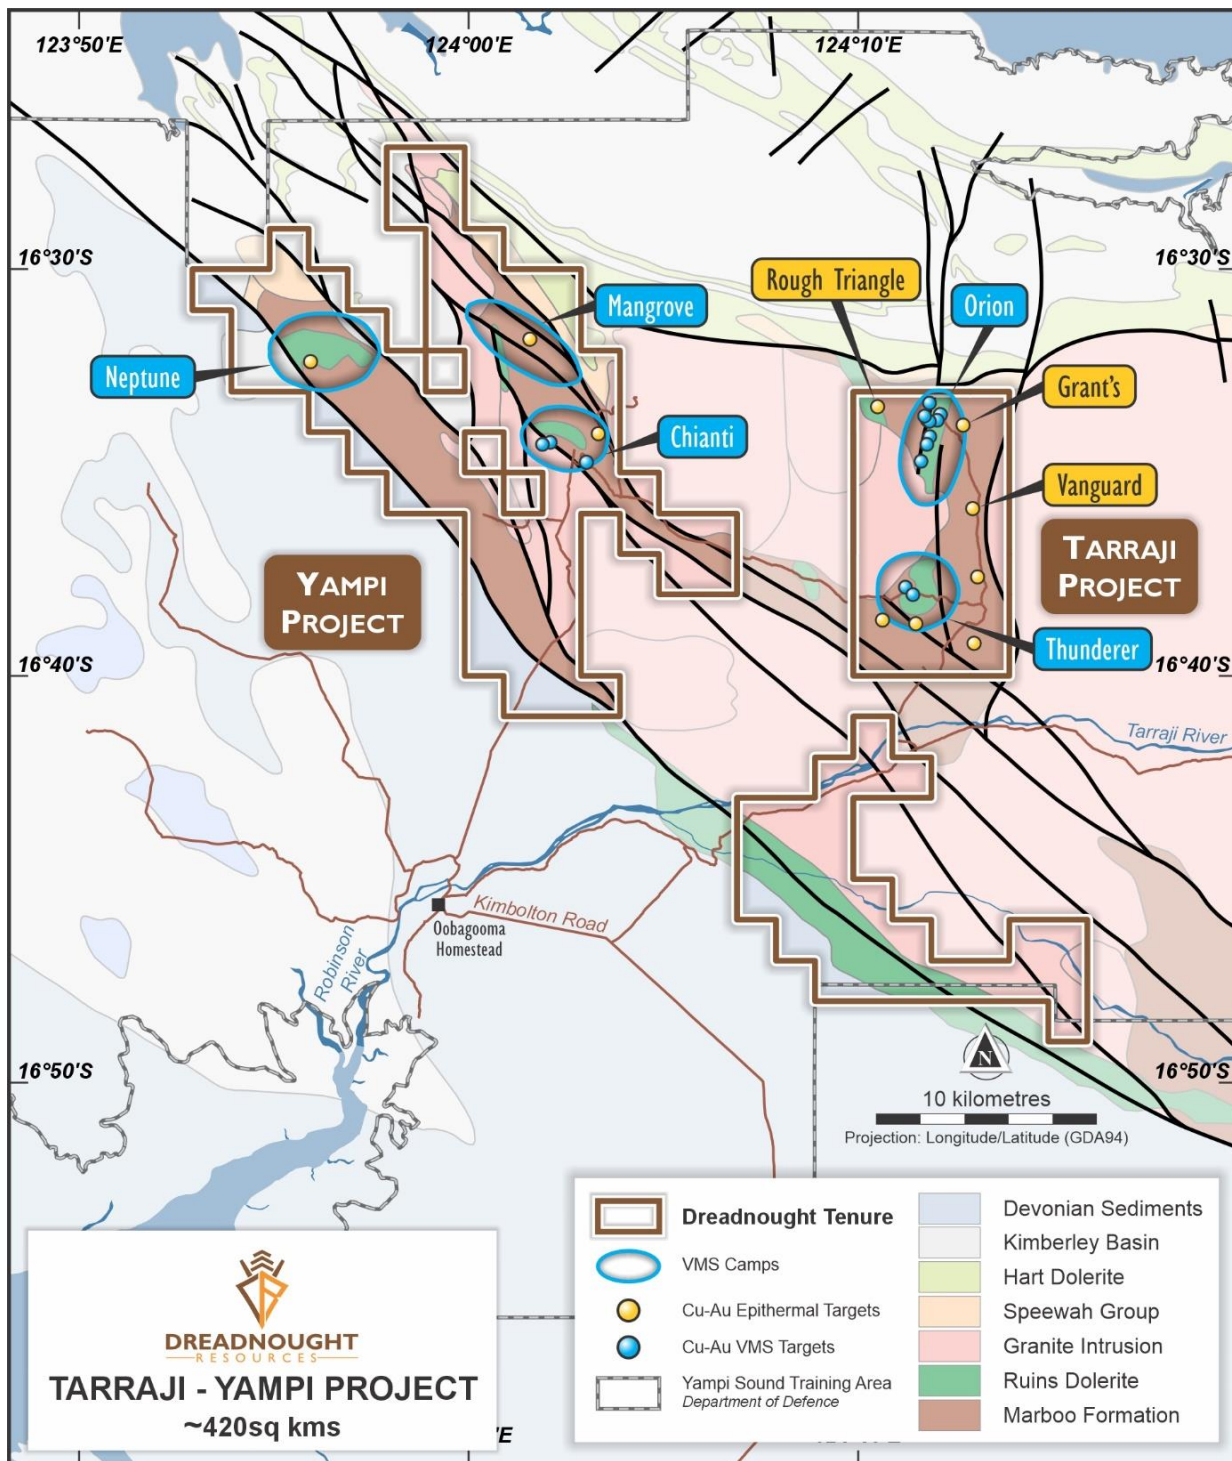 123°50'E
124°00'E
124°10'E
16°30'S
16°30'S
Rough Triangle
Orion
Mangrove
Neptune
Grant's
Chianti
Vanguard
YAMPI
PROJECT
TARRAJI
PROJECT
Thunderer
16°40'S
16°40'S
Tarraji River
Kimbolton Road
Oobagooma
Homestead
Robinson
River
N
16°50'S
16°50'S
10 kilometres
Projection: Longitude/Latitude (GDA94)
Dreadnought Tenure
VMS Camps
Cu-Au Epithermal Targets
Cu-Au VMS Targets
Yampi Sound Training Area
Department of Defence
Devonian Sediments
Kimberley Basin
Hart Dolerite
Speewah Group
Granite Intrusion
Ruins Dolerite
Marboo Formation
DREADNOUGHT
RESOURCES
TARRAJI - YAMPI PROJECT
~420sq kms